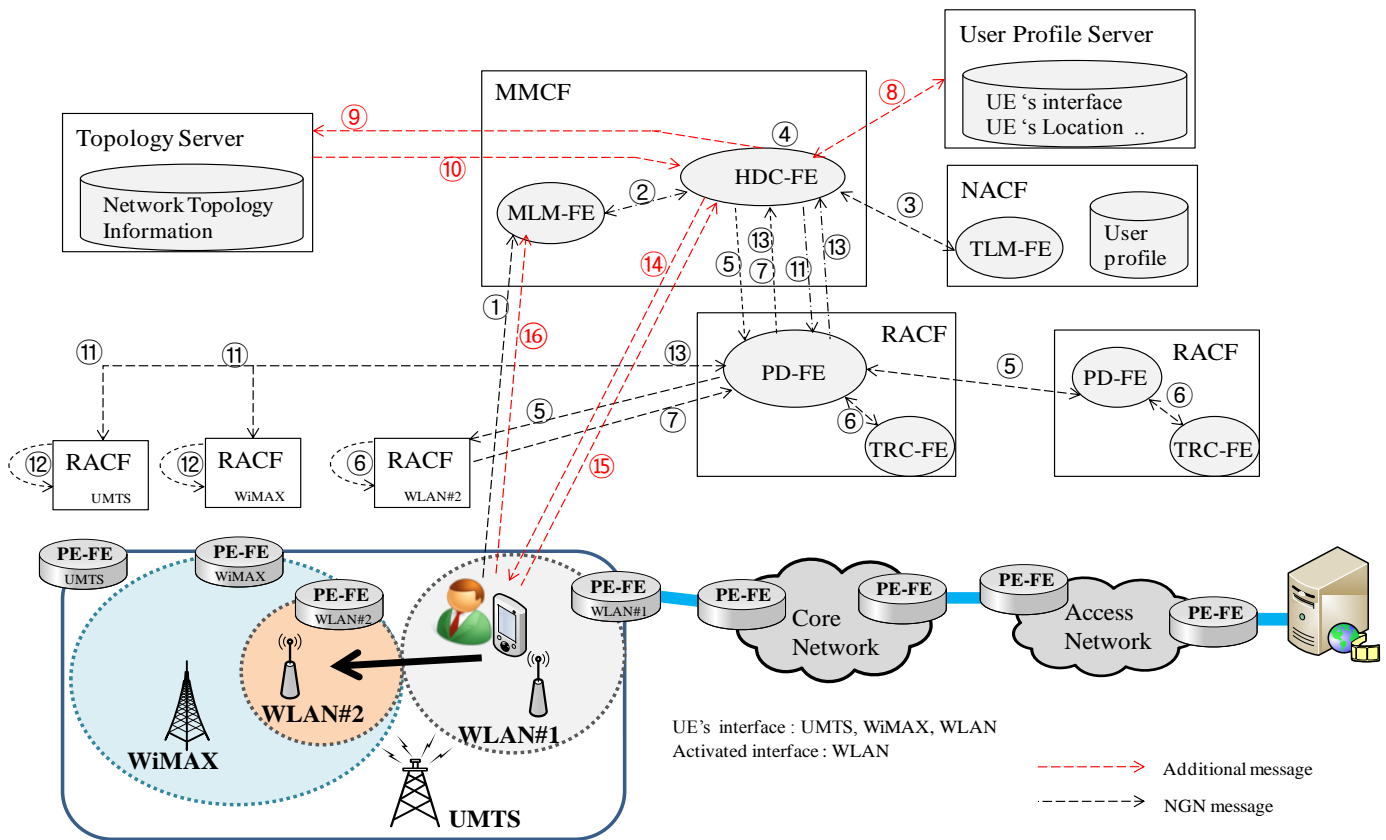 User Profile Server
UE ‘s interface
UE ‘s Location ..
MMCF
⑧
⑨
Topology Server
④
⑩
HDC-FE
NACF
②
③
Network Topology
Information
MLM-FE
TLM-FE
User
profile
⑬
⑬
⑭
⑤
⑦
⑪
①
⑯
RACF
RACF
⑪
⑪
⑬
⑤
PD-FE
PD-FE
⑤
⑥
⑥
⑦
TRC-FE
TRC-FE
⑫
RACF
UMTS
⑫
RACF
WiMAX
⑥
RACF
WLAN#2
⑮
PE-FE
UMTS
PE-FE
WiMAX
PE-FE
WLAN#2
PE-FE
WLAN#1
PE-FE
PE-FE
PE-FE
PE-FE
Core
Network
Access
Network
WLAN#2
WLAN#1
WiMAX
UMTS
UE’s interface : UMTS, WiMAX, WLAN
Activated interface : WLAN
Additional message
NGN message